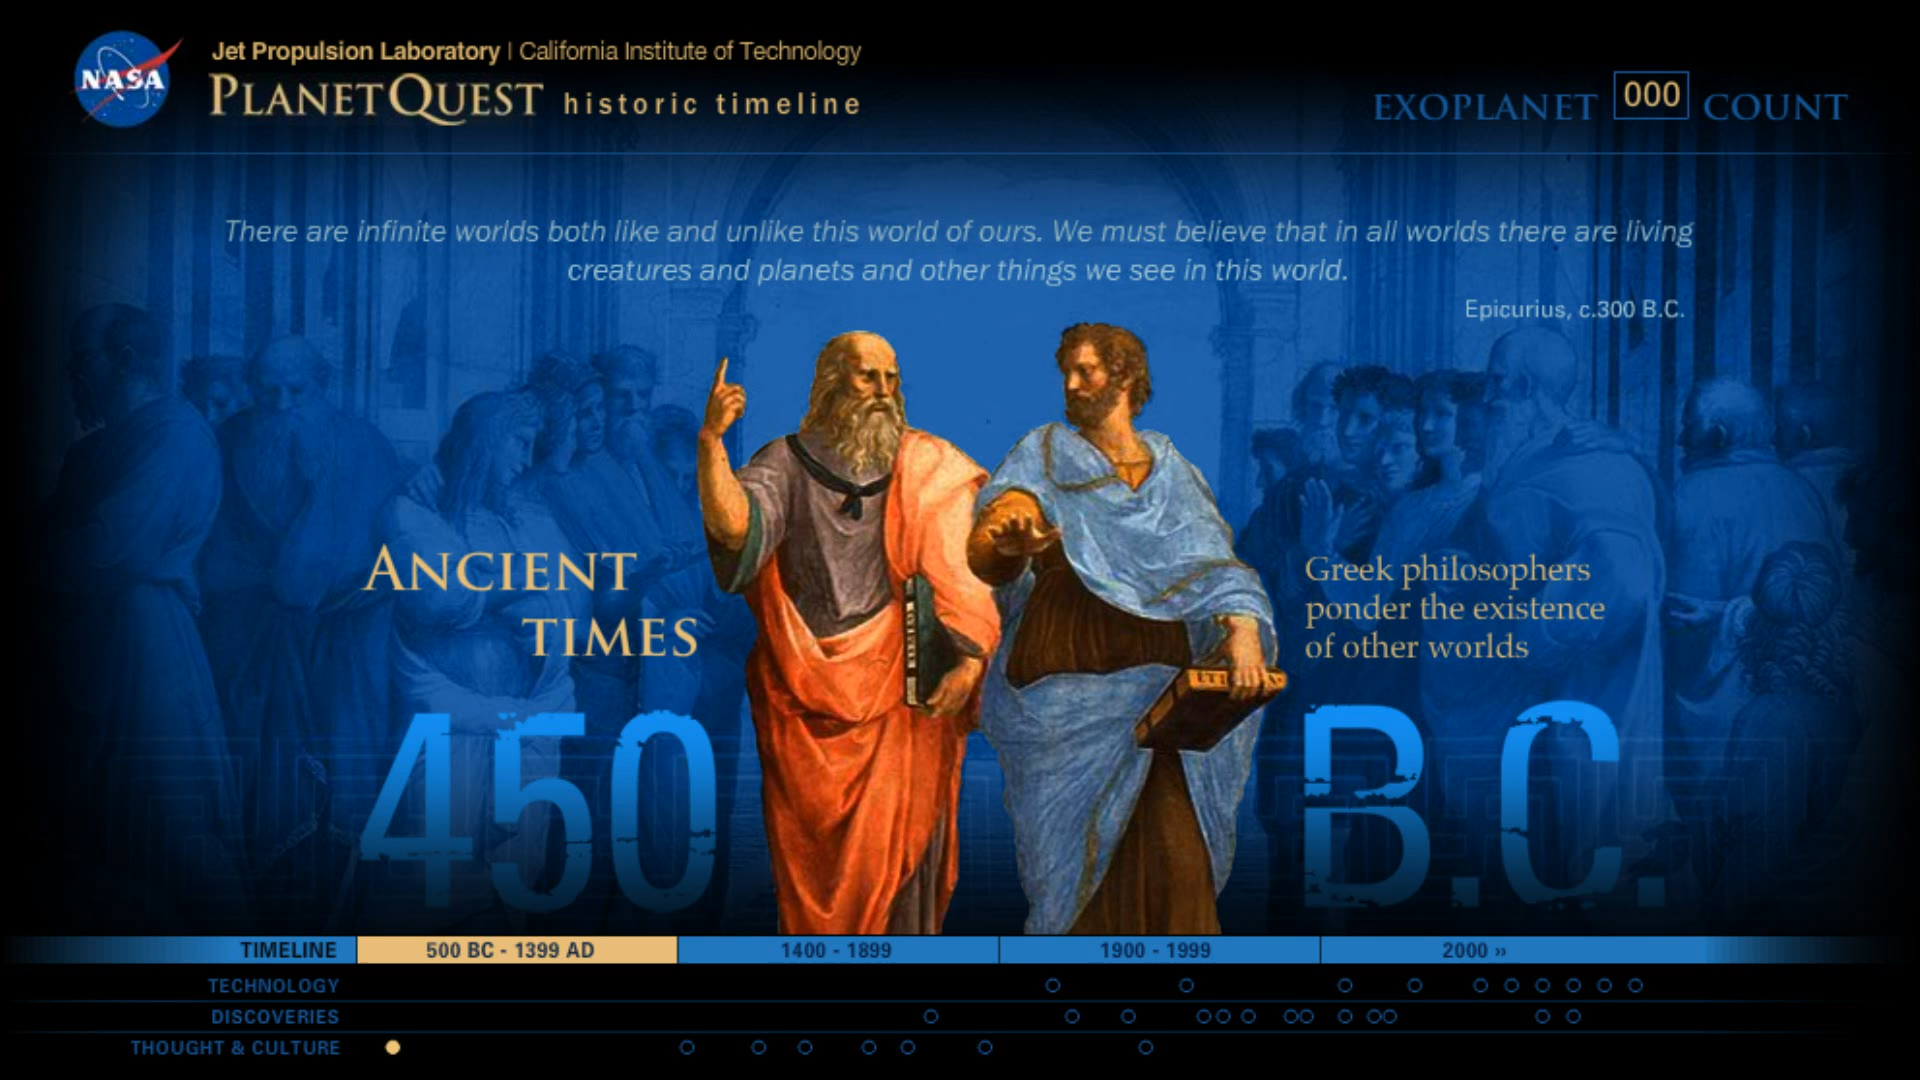 NASA
Jet Propulsion Laboratory | California Institute of Technology
PLANETQUEST historic timeline
EXOPLANET 000 COUNT
There are infinite worlds both like and unlike this world of ours. We must believe that in all worlds there are living
creatures and planets and other things we see in this world.
Epicurius, c.300 B.C.
ANCIENT
TIMES
Greek philosophers
ponder the existence
of other worlds
450 B.C.
TIMELINE 500 BC - 1399 AD 1400 - 1899 1900 - 1999 2000 »
TECHNOLOGY
DISCOVERIES
THOUGHT & CULTURE